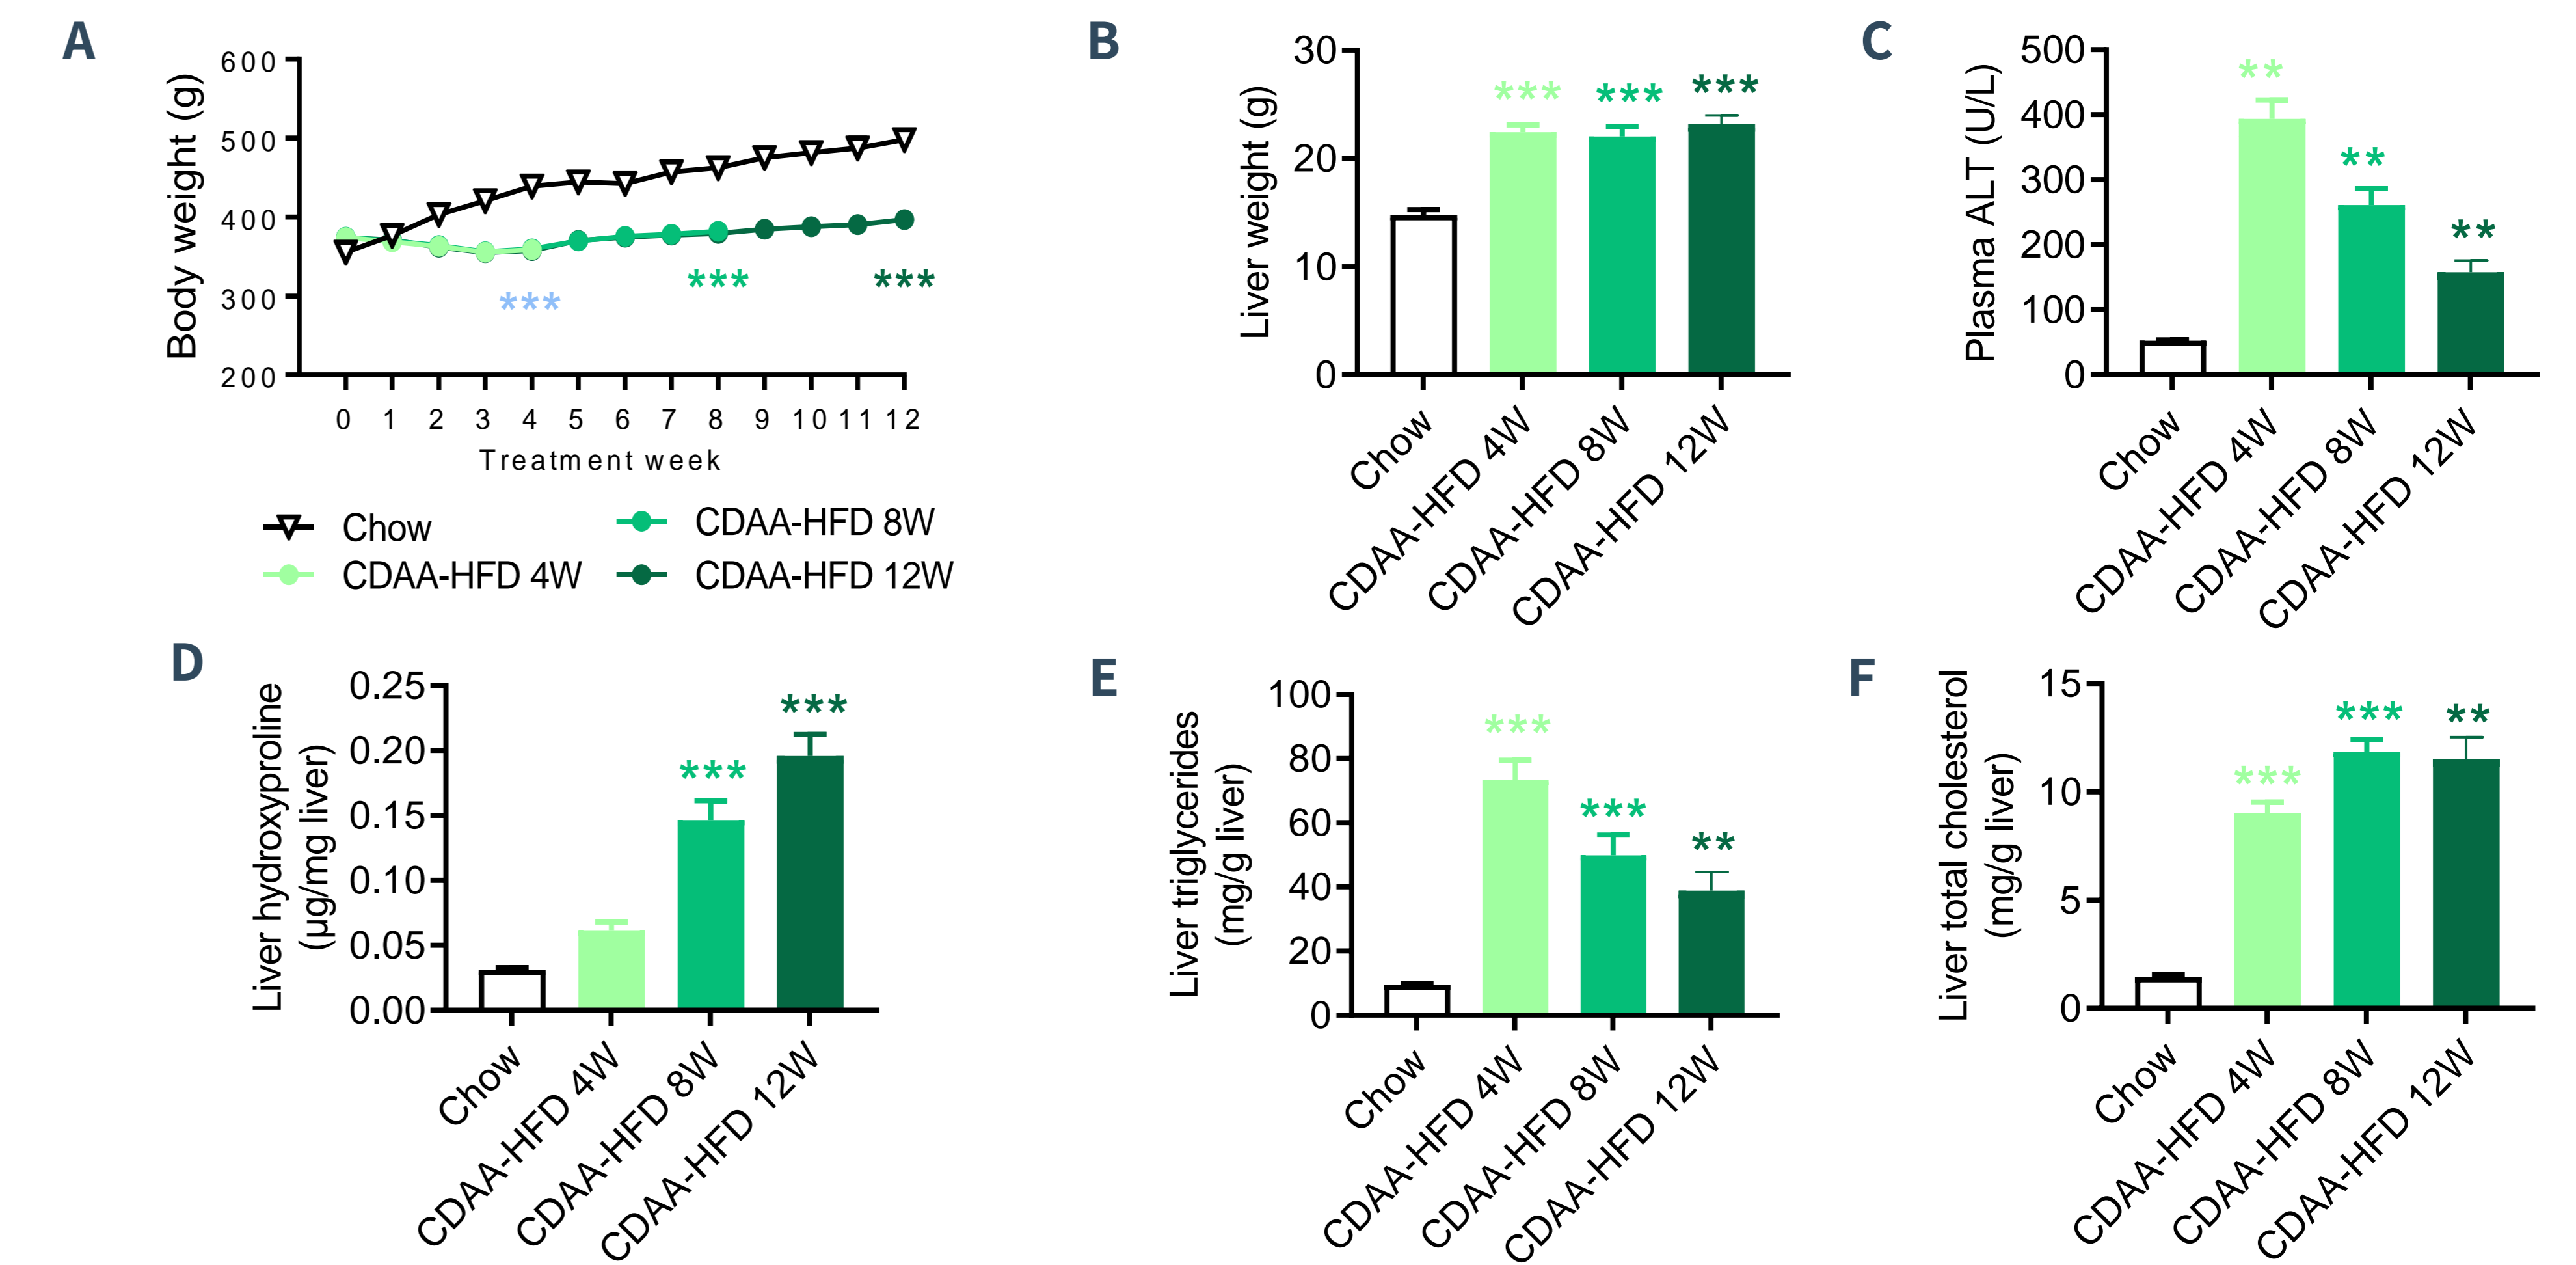 A
Body weight (g)
600
500
400
300
200
***
***
***
0 1 2 3 4 5 6 7 8 9 10 11 12
Treatment week
Chow
CDAA-HFD 4W
CDAA-HFD 8W
CDAA-HFD 12W
B
Liver weight (g)
30
20
10
0
***
***
***
Chow
CDAA-HFD 4W
CDAA-HFD 8W
CDAA-HFD 12W
C
Plasma ALT (U/L)
500
400
300
200
100
0
**
**
**
Chow
CDAA-HFD 4W
CDAA-HFD 8W
CDAA-HFD 12W
D
Liver hydroxyproline
(µg/mg liver)
0.25
0.20
0.15
0.10
0.05
0.00
***
***
Chow
CDAA-HFD 4W
CDAA-HFD 8W
CDAA-HFD 12W
E
Liver triglycerides
(mg/g liver)
100
80
60
40
20
0
***
***
**
Chow
CDAA-HFD 4W
CDAA-HFD 8W
CDAA-HFD 12W
F
Liver total cholesterol
(mg/g liver)
15
10
5
0
***
***
**
Chow
CDAA-HFD 4W
CDAA-HFD 8W
CDAA-HFD 12W